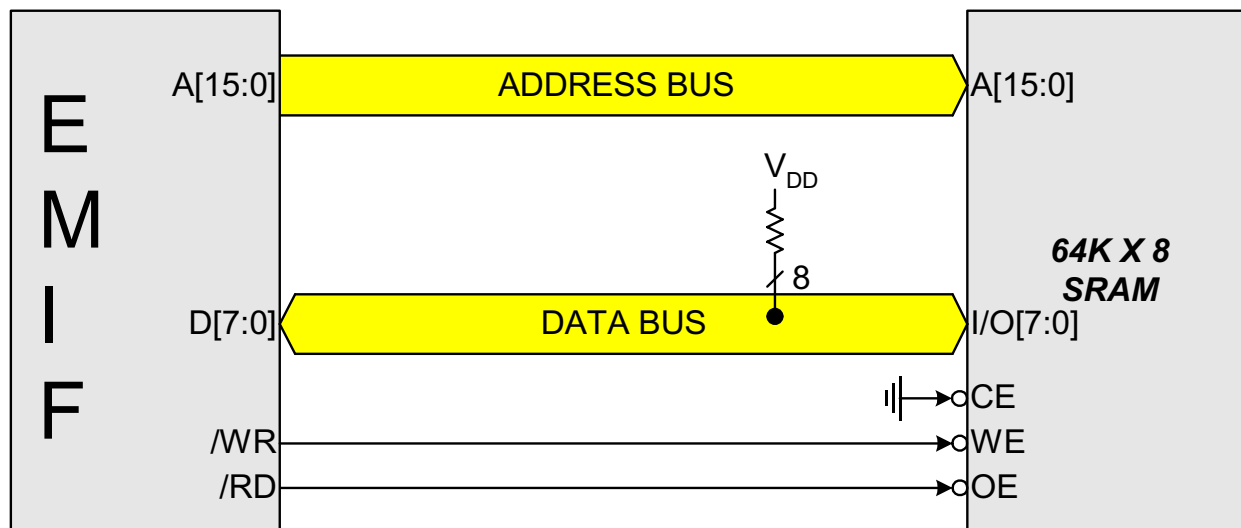 E
M
I
F
A[15:0]
ADDRESS BUS
A[15:0]
VDD
8
64K X 8
SRAM
D[7:0]
DATA BUS
I/O[7:0]
CE
/WR
WE
/RD
OE